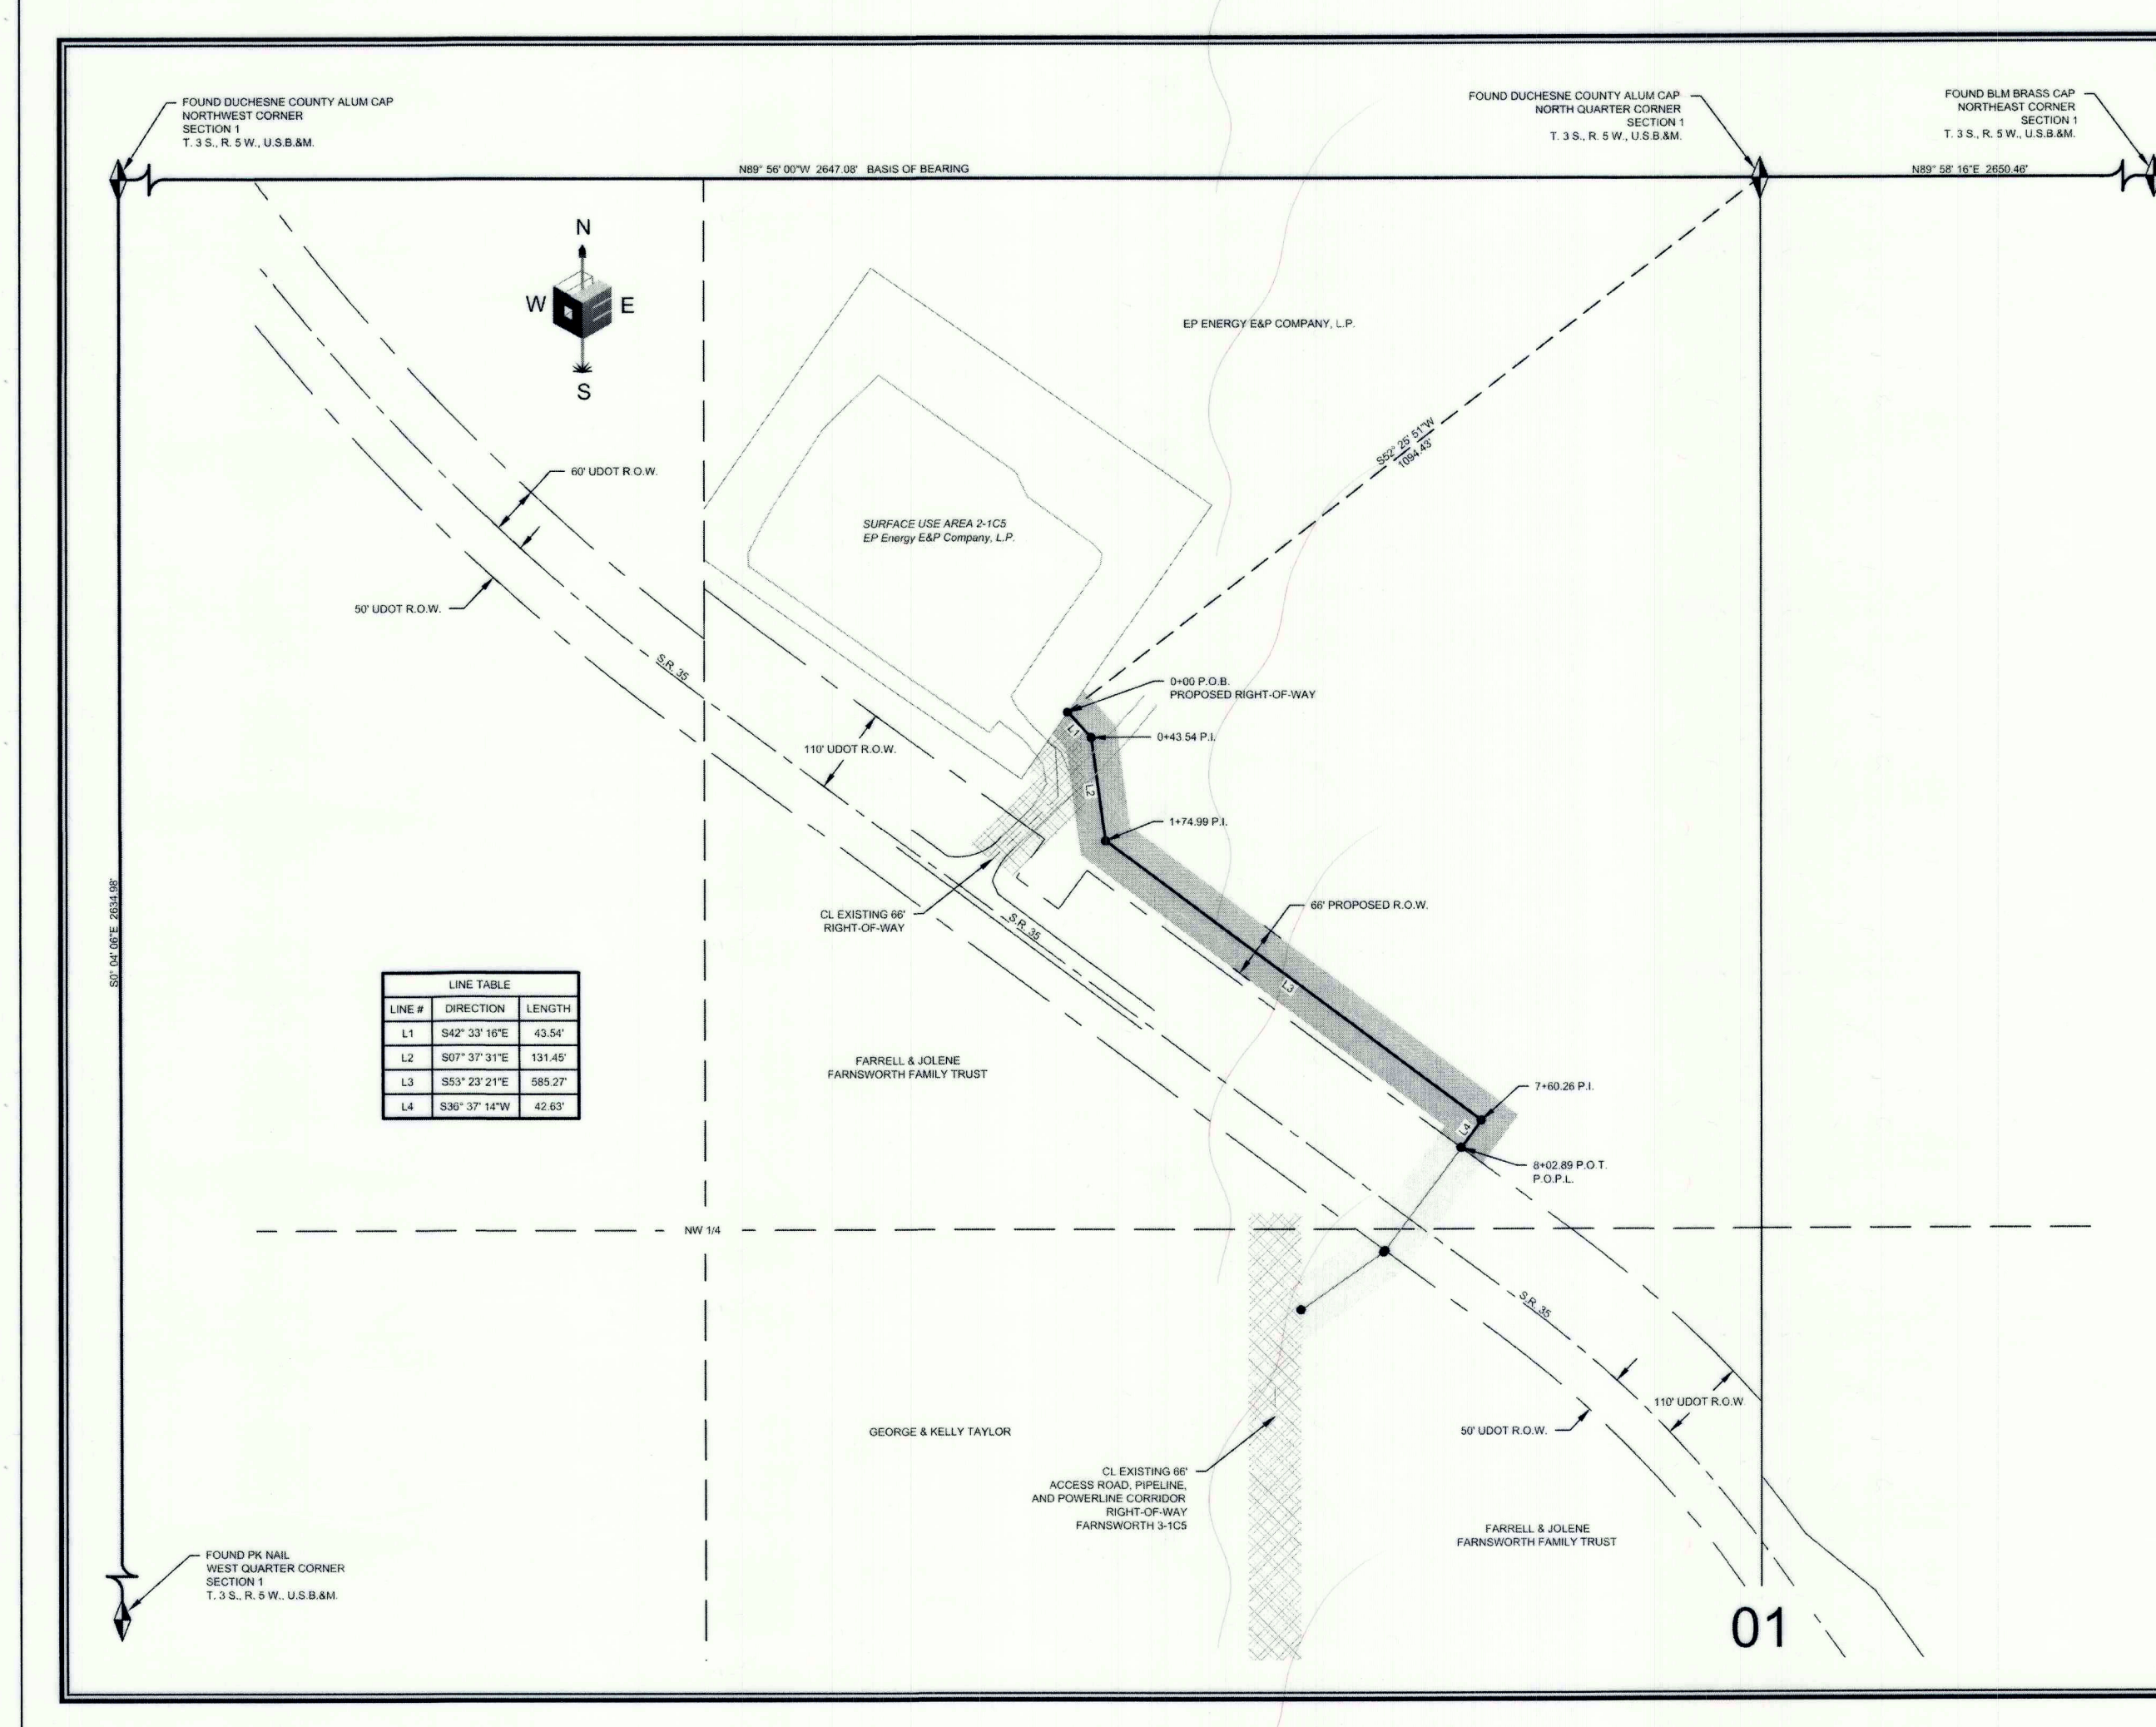 FOUND DUCHESNE COUNTY ALUM CAP
NORTHWEST CORNER
SECTION 1
T. 3 S., R. 5 W., U.S.B.&M.
FOUND DUCHESNE COUNTY ALUM CAP
NORTH QUARTER CORNER
SECTION 1
T. 3 S., R. 5 W., U.S.B.&M.
FOUND BLM BRASS CAP
NORTHEAST CORNER
SECTION 1
T. 3 S., R. 5 W., U.S.B.&M.
N89° 56' 00"W 2647.08' BASIS OF BEARING
N89° 58' 16"E 2650.46'
N
W E
S
EP ENERGY E&P COMPANY, L.P.
S52° 25' 51"W
1094.43'
60' UDOT R.O.W.
SURFACE USE AREA 2-1C5
EP Energy E&P Company, L.P.
50' UDOT R.O.W.
S.R. 35
0+00 P.O.B.
PROPOSED RIGHT-OF-WAY
L1
0+43.54 P.I.
110' UDOT R.O.W.
L2
1+74.99 P.I.
CL EXISTING 66'
RIGHT-OF-WAY
S.R. 35
66' PROPOSED R.O.W.
L3
S0° 04' 06"E 2634.98'
LINE TABLE
LINE # DIRECTION LENGTH
L1 S42° 33' 16"E 43.54'
L2 S07° 37' 31"E 131.45'
L3 S53° 23' 21"E 585.27'
L4 S36° 37' 14"W 42.63'
FARRELL & JOLENE
FARNSWORTH FAMILY TRUST
7+60.26 P.I.
L4
8+02.89 P.O.T.
P.O.P.L.
NW 1/4
S.R. 35
110' UDOT R.O.W.
50' UDOT R.O.W.
GEORGE & KELLY TAYLOR
CL EXISTING 66'
ACCESS ROAD, PIPELINE,
AND POWERLINE CORRIDOR
RIGHT-OF-WAY
FARNSWORTH 3-1C5
FARRELL & JOLENE
FARNSWORTH FAMILY TRUST
FOUND PK NAIL
WEST QUARTER CORNER
SECTION 1
T. 3 S., R. 5 W., U.S.B.&M.
01